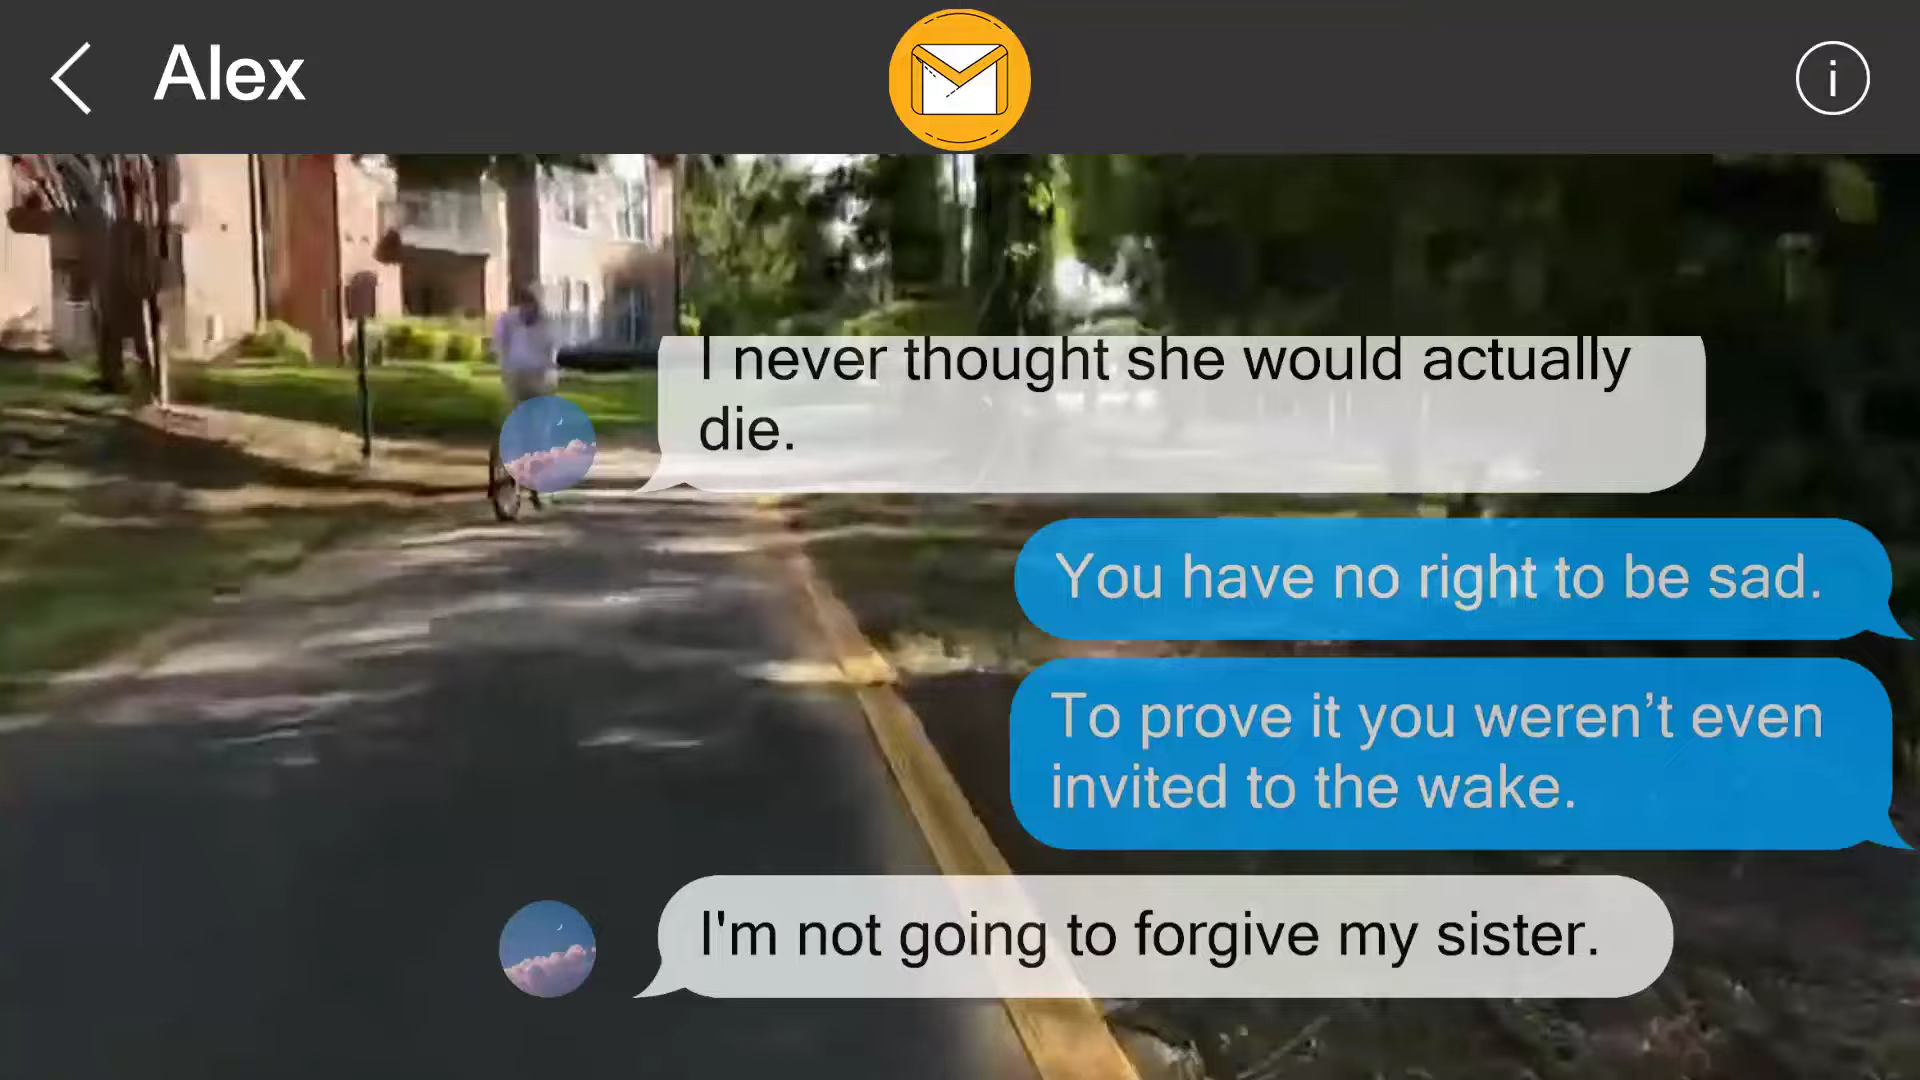 Alex
i
I never thought she would actually
die.
You have no right to be sad.
To prove it you weren’t even
invited to the wake.
I'm not going to forgive my sister.